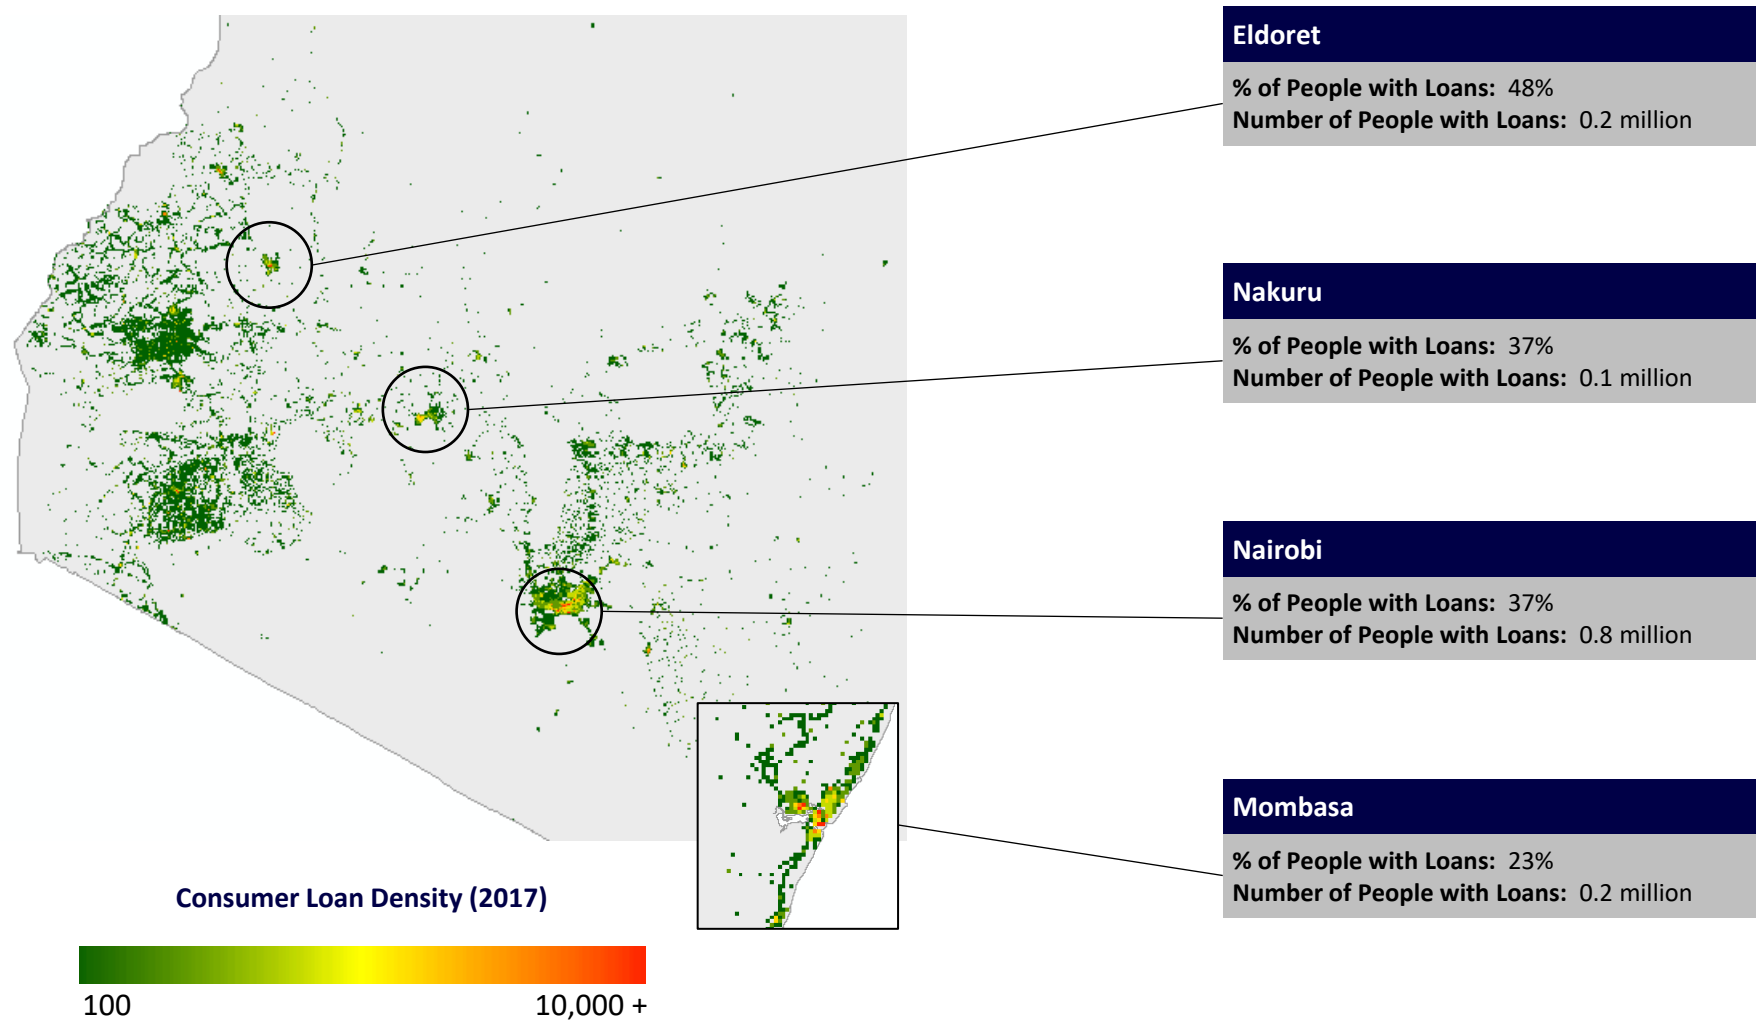 Eldoret
% of People with Loans: 48%
Number of People with Loans: 0.2 million
Nakuru
% of People with Loans: 37%
Number of People with Loans: 0.1 million
Nairobi
% of People with Loans: 37%
Number of People with Loans: 0.8 million
Mombasa
% of People with Loans: 23%
Number of People with Loans: 0.2 million
Consumer Loan Density (2017)
100
10,000 +